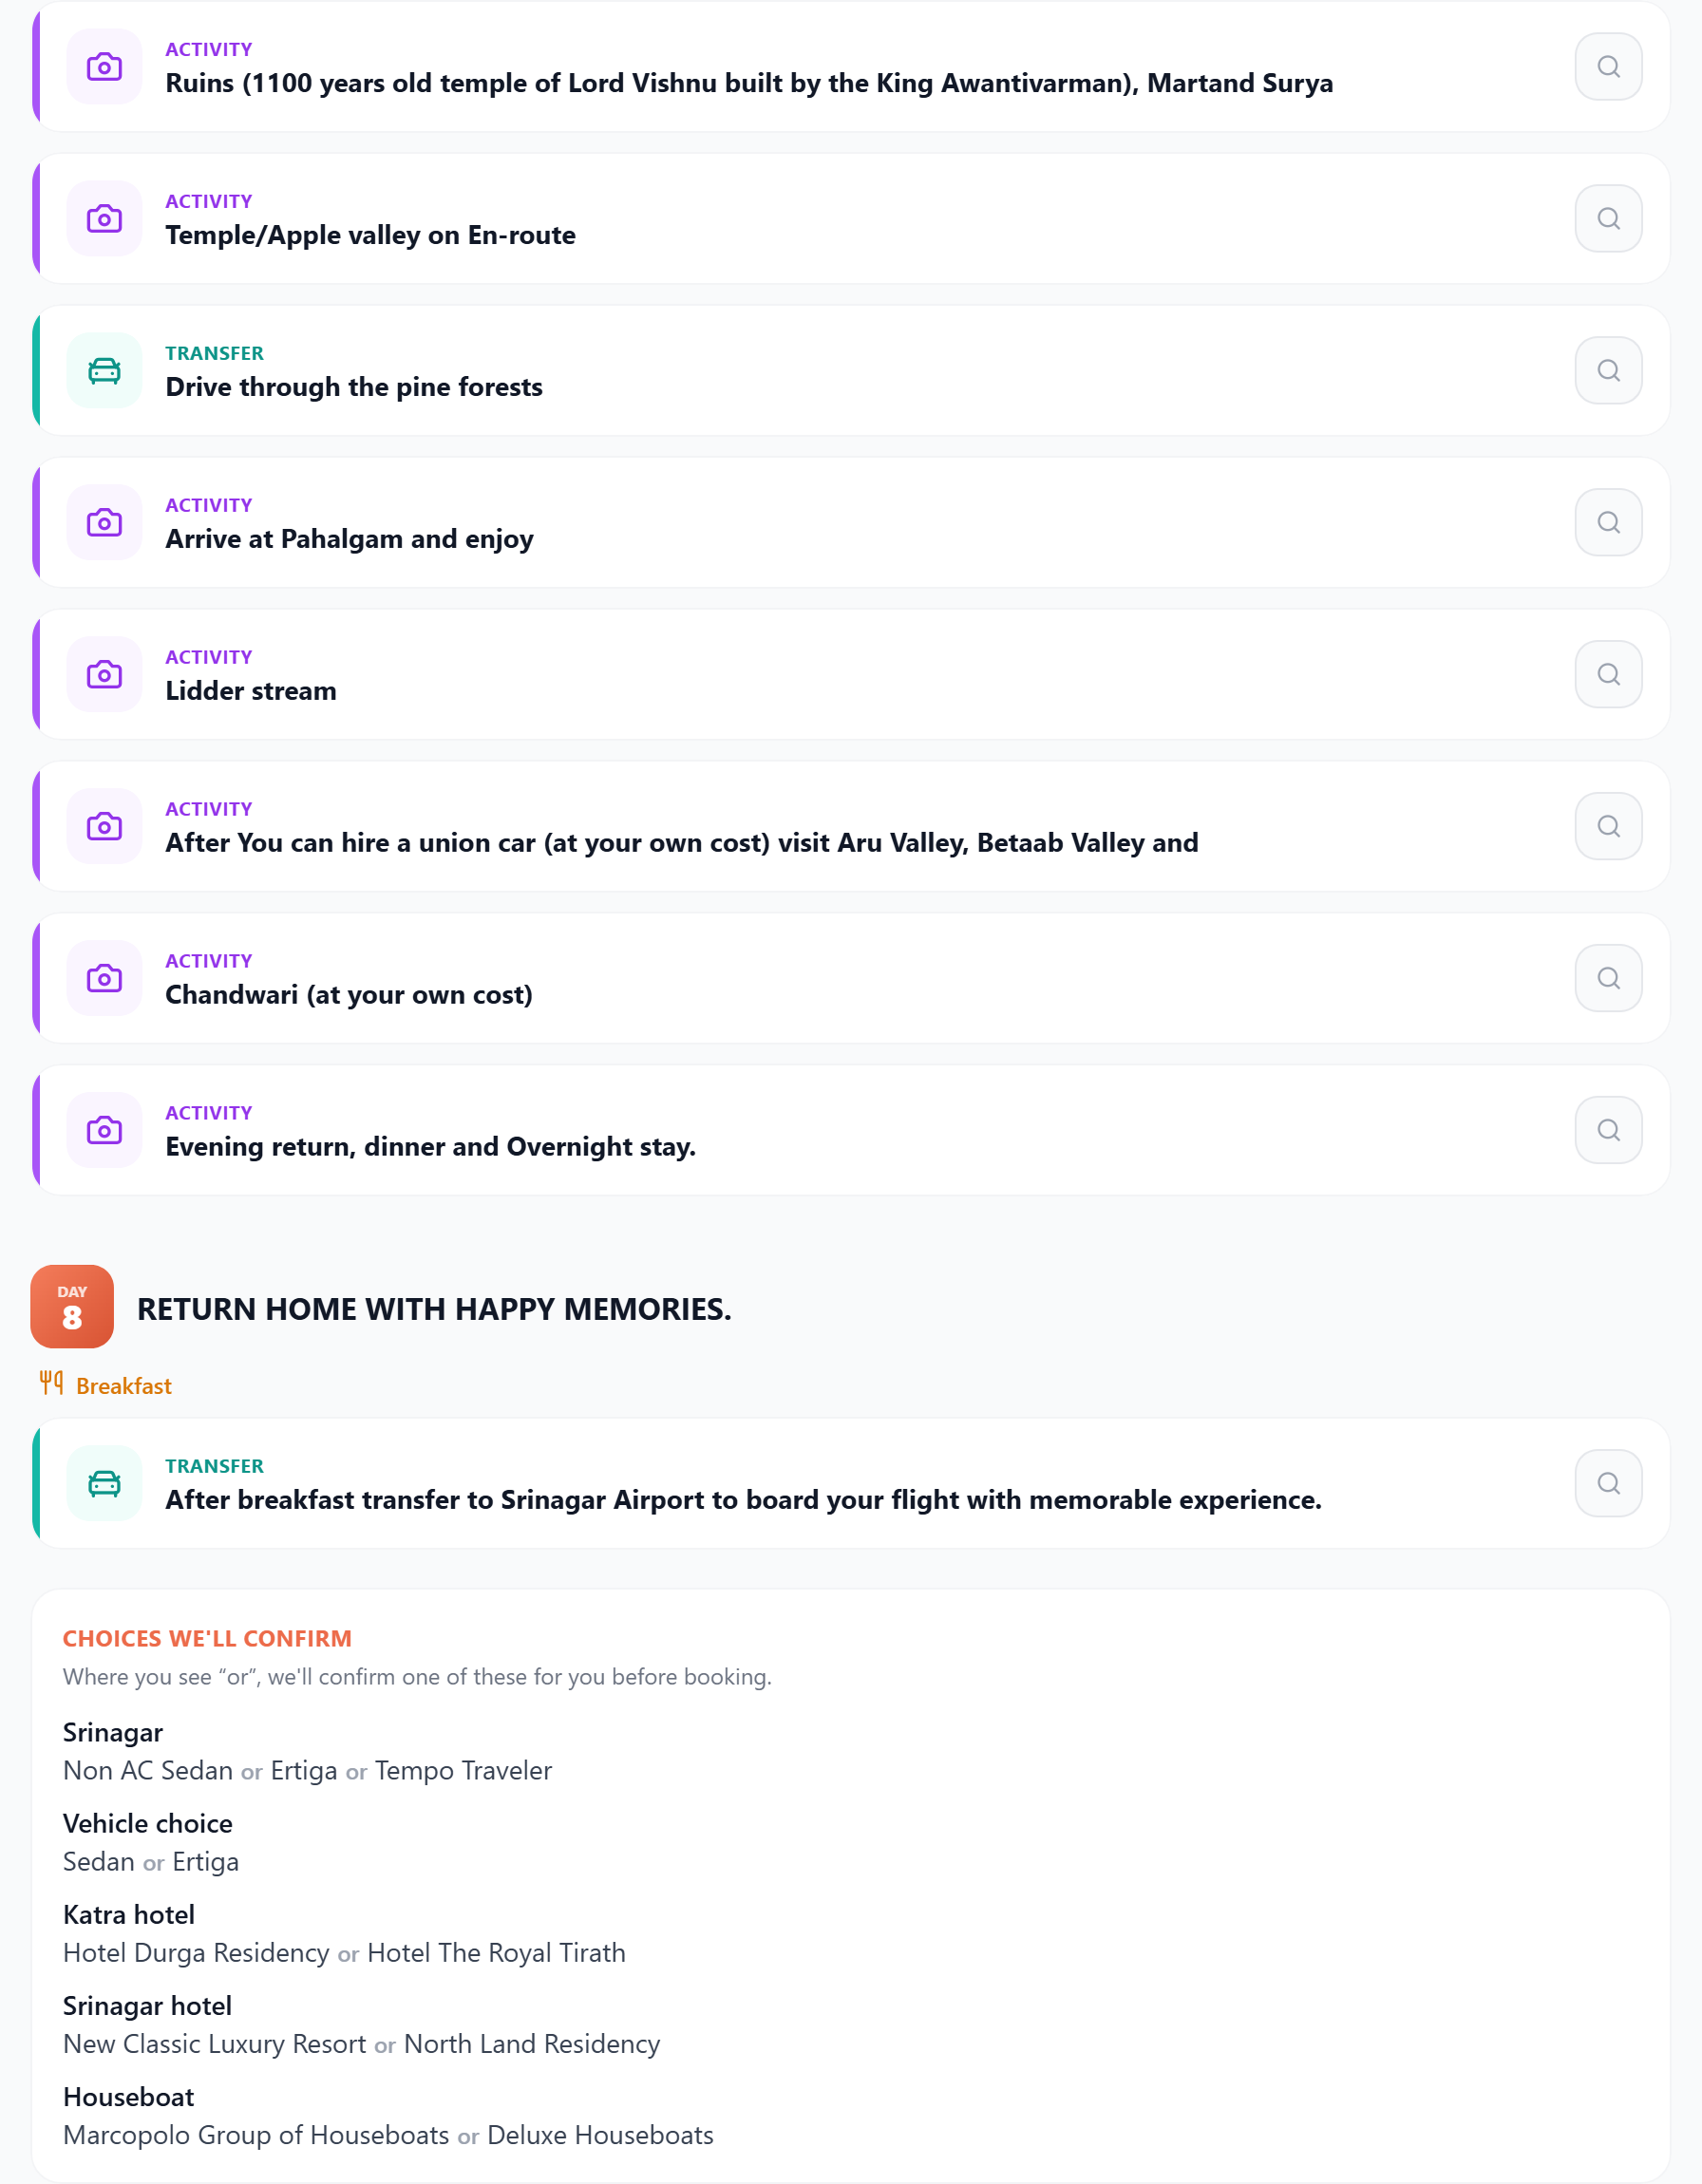 ACTIVITY
Ruins (1100 years old temple of Lord Vishnu built by the King Awantivarman), Martand Surya
ACTIVITY
Temple/Apple valley on En-route
TRANSFER
Drive through the pine forests
ACTIVITY
Arrive at Pahalgam and enjoy
ACTIVITY
Lidder stream
ACTIVITY
After You can hire a union car (at your own cost) visit Aru Valley, Betaab Valley and
ACTIVITY
Chandwari (at your own cost)
ACTIVITY
Evening return, dinner and Overnight stay.
DAY
8
RETURN HOME WITH HAPPY MEMORIES.
Breakfast
TRANSFER
After breakfast transfer to Srinagar Airport to board your flight with memorable experience.
CHOICES WE'LL CONFIRM
Where you see “or”, we'll confirm one of these for you before booking.
Srinagar
Non AC Sedan or Ertiga or Tempo Traveler
Vehicle choice
Sedan or Ertiga
Katra hotel
Hotel Durga Residency or Hotel The Royal Tirath
Srinagar hotel
New Classic Luxury Resort or North Land Residency
Houseboat
Marcopolo Group of Houseboats or Deluxe Houseboats